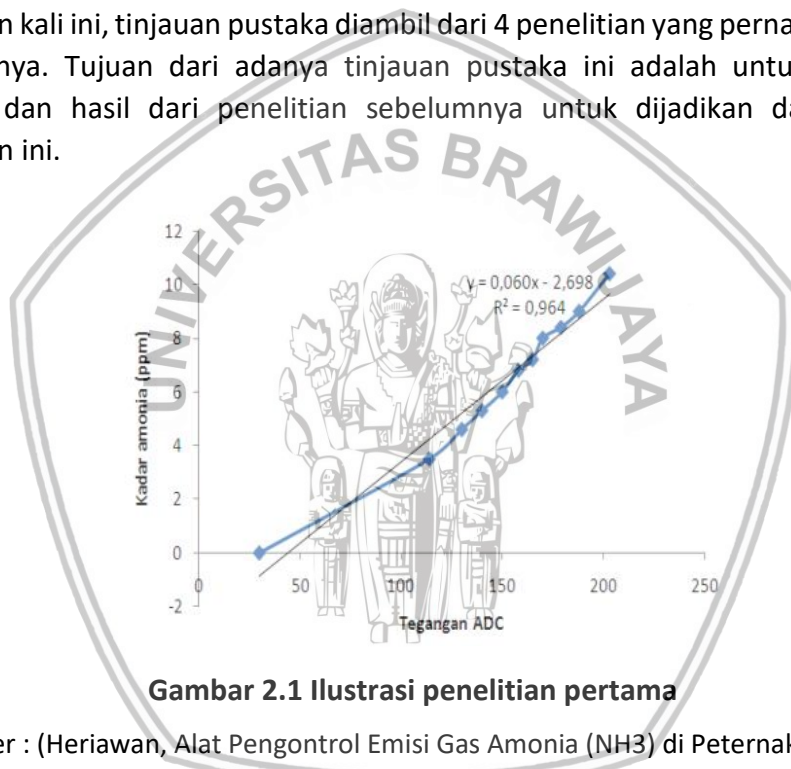 n kali ini, tinjauan pustaka diambil dari 4 penelitian yang perna
nya. Tujuan dari adanya tinjauan pustaka ini adalah untu
dan hasil dari penelitian sebelumnya untuk dijadikan da
n ini.
UNIVERSITAS BRAWIJAYA
12
y = 0,060x - 2,698
10
R² = 0,964
8
Kadar amonia (ppm)
6
4
2
0
0 50 100 150 200 250
-2
Tegangan ADC
Gambar 2.1 Ilustrasi penelitian pertama
er : (Heriawan, Alat Pengontrol Emisi Gas Amonia (NH3) di Peternak